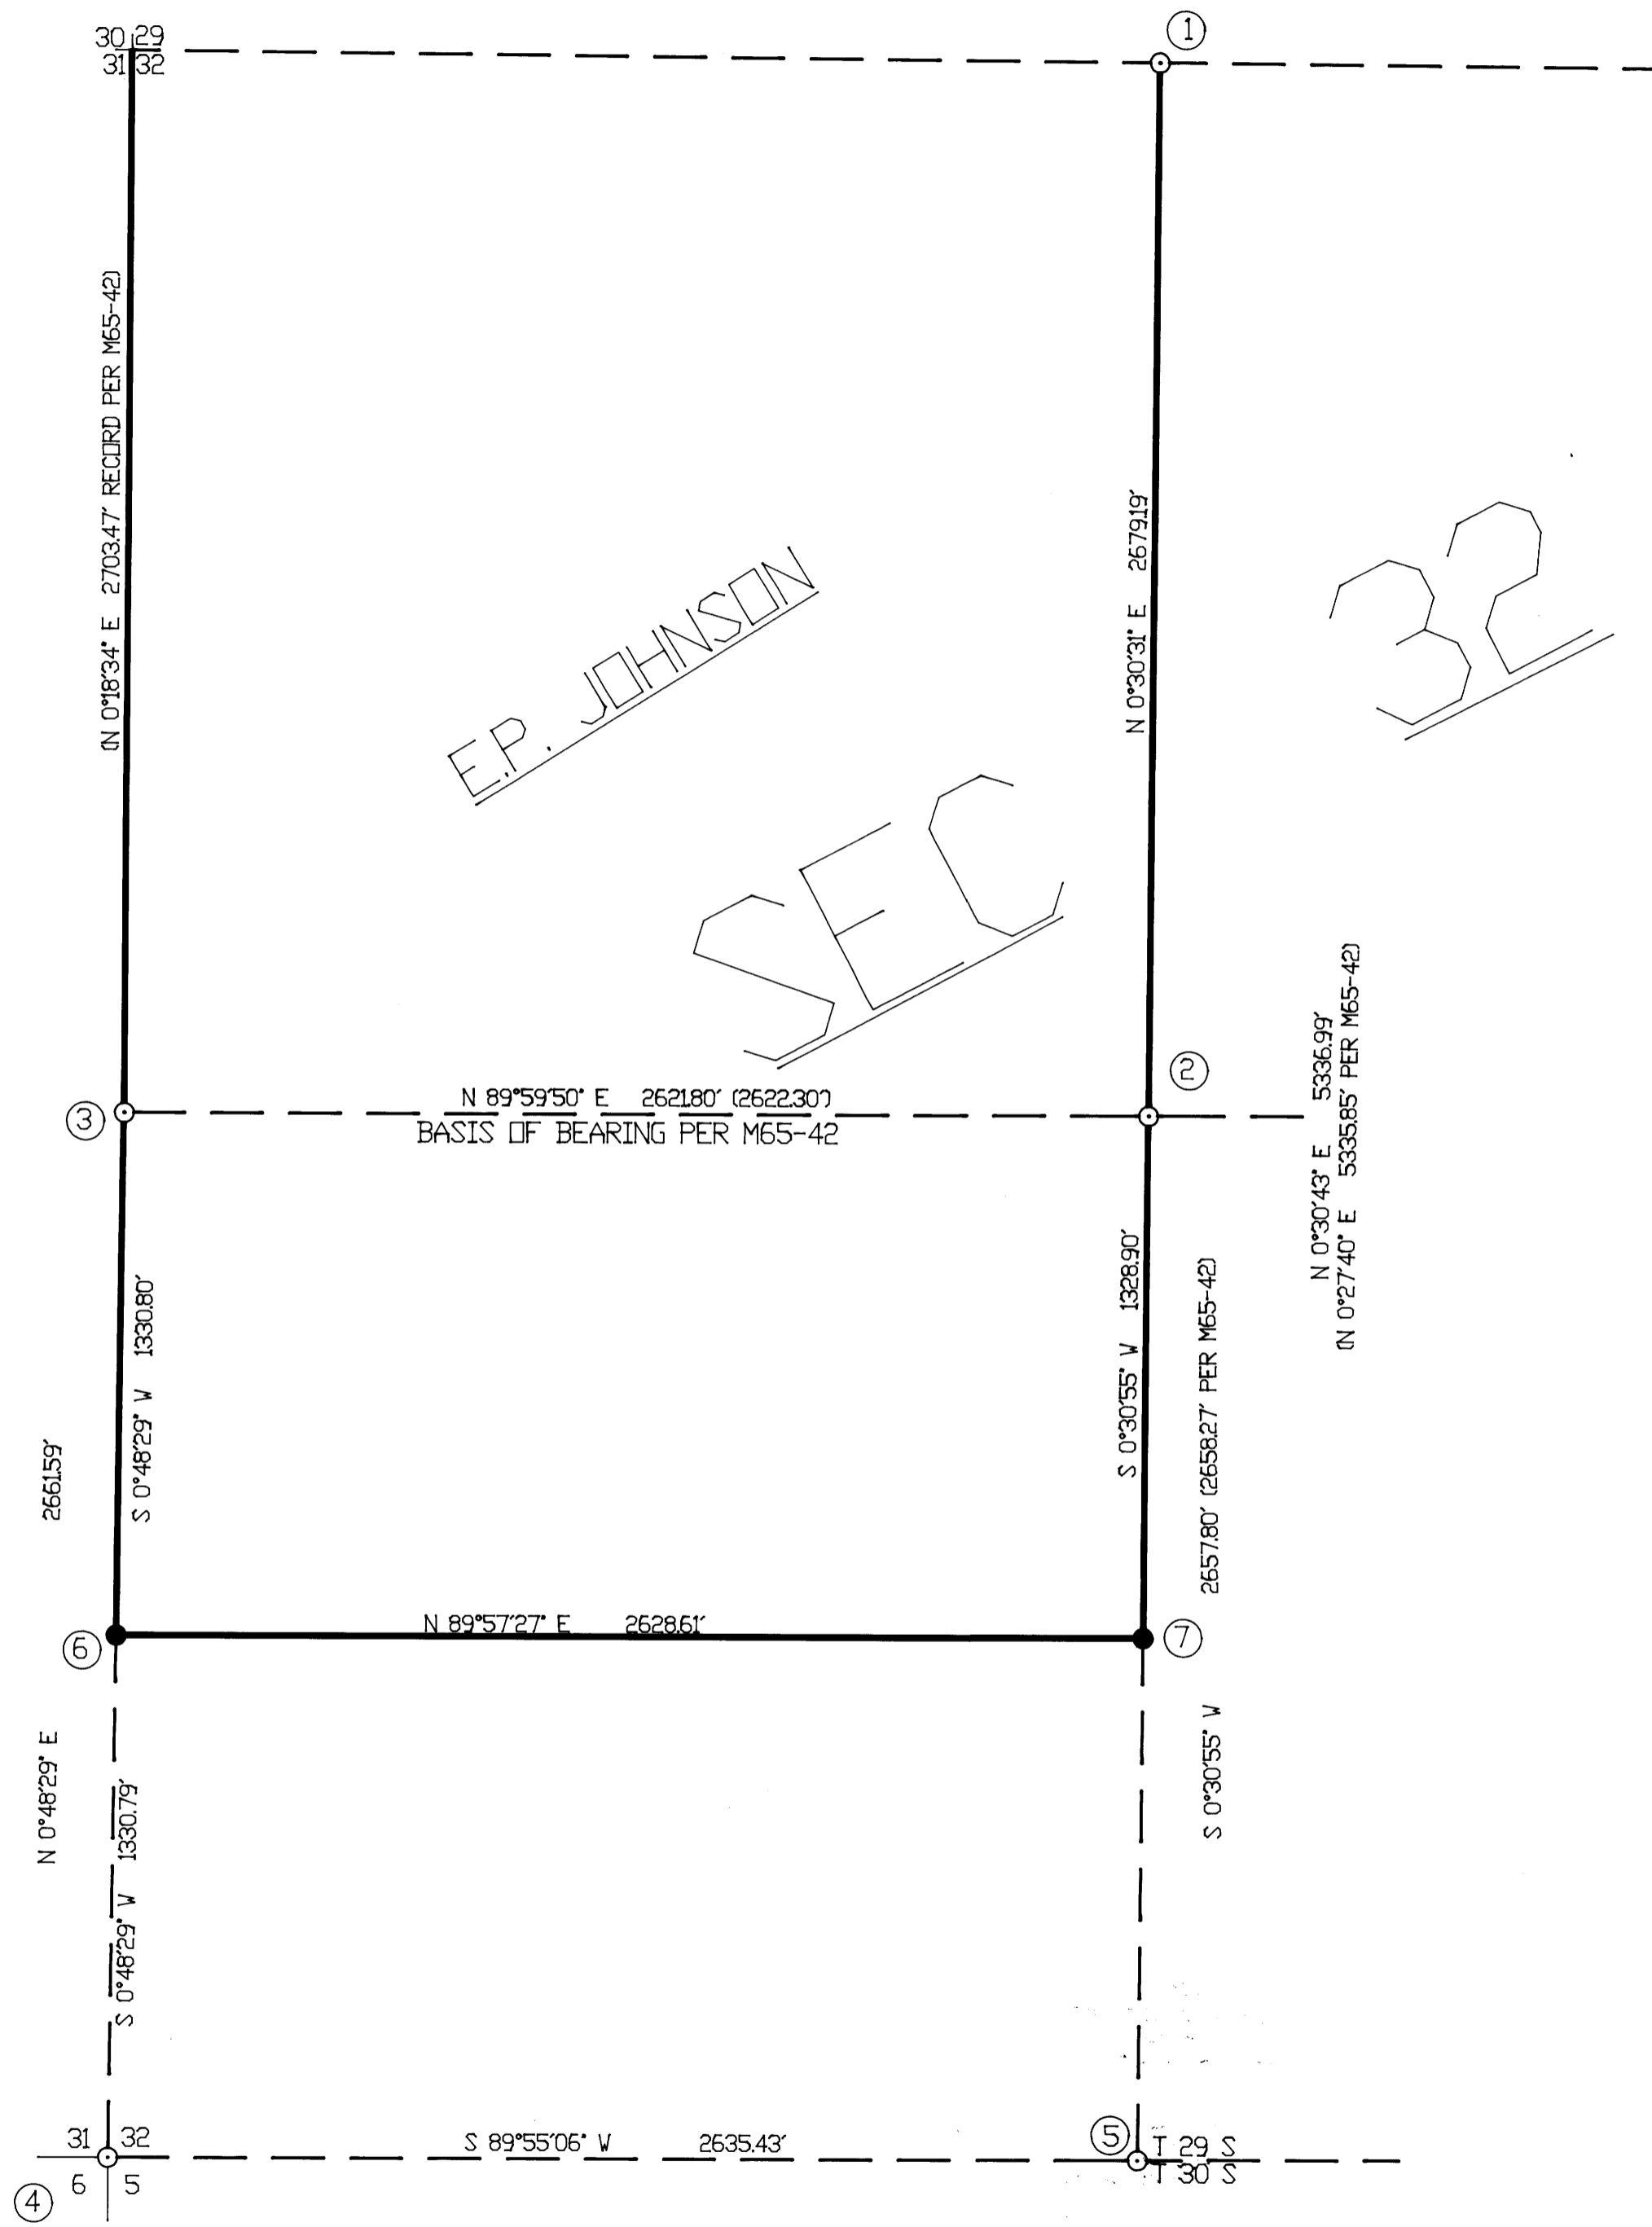 1
30 29
31 32
(N 0°18'34" E 2703.47' RECORD PER M65-42)
N 0°30'31" E 2679.19'
E.P. JOHNSON
SEC 32
2
3
N 89°59'50" E 2621.80' (2622.30')
BASIS OF BEARING PER M65-42
N 0°30'43" E 5336.99'
(N 0°27'40" E 5335.85' PER M65-42)
S 0°48'29" W 1330.80'
S 0°30'55" W 1328.90'
2657.80' (2658.27' PER M65-42)
2661.59'
N 89°57'27" E 2628.61'
6
7
N 0°48'29" E
S 0°48'29" W 1330.79'
S 0°30'55" W
31 32
6 5
4
S 89°55'06" W 2635.43'
5
T 29 S
T 30 S